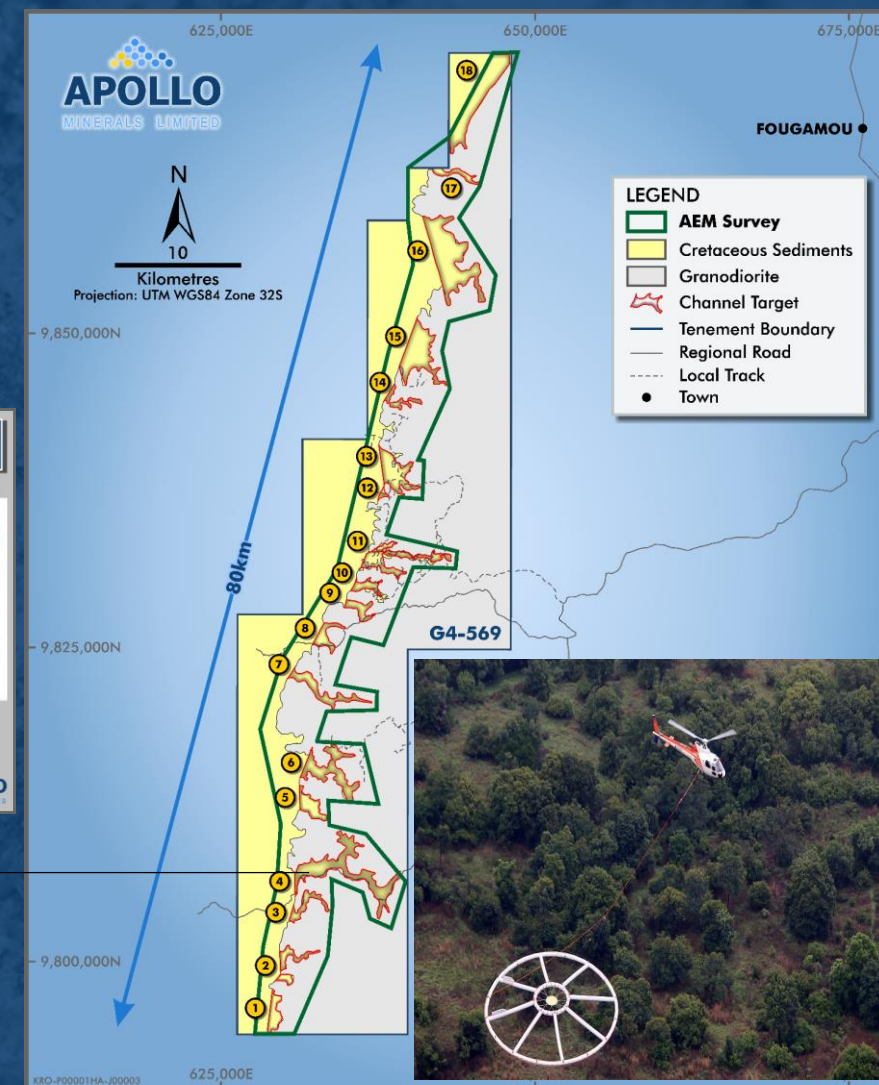 625,000E
650,000E
675,000E
APOLLO
MINERALS LIMITED
N
10
Kilometres
Projection: UTM WGS84 Zone 32S
FOUGAMOU
LEGEND
AEM Survey
Cretaceous Sediments
Granodiorite
Channel Target
Tenement Boundary
Regional Road
Local Track
Town
9,850,000N
9,825,000N
9,800,000N
80km
G4-569
18
17
16
15
14
13
12
11
10
9
8
7
6
5
4
3
2
1
KRO-P00001HA-J00003
625,000E